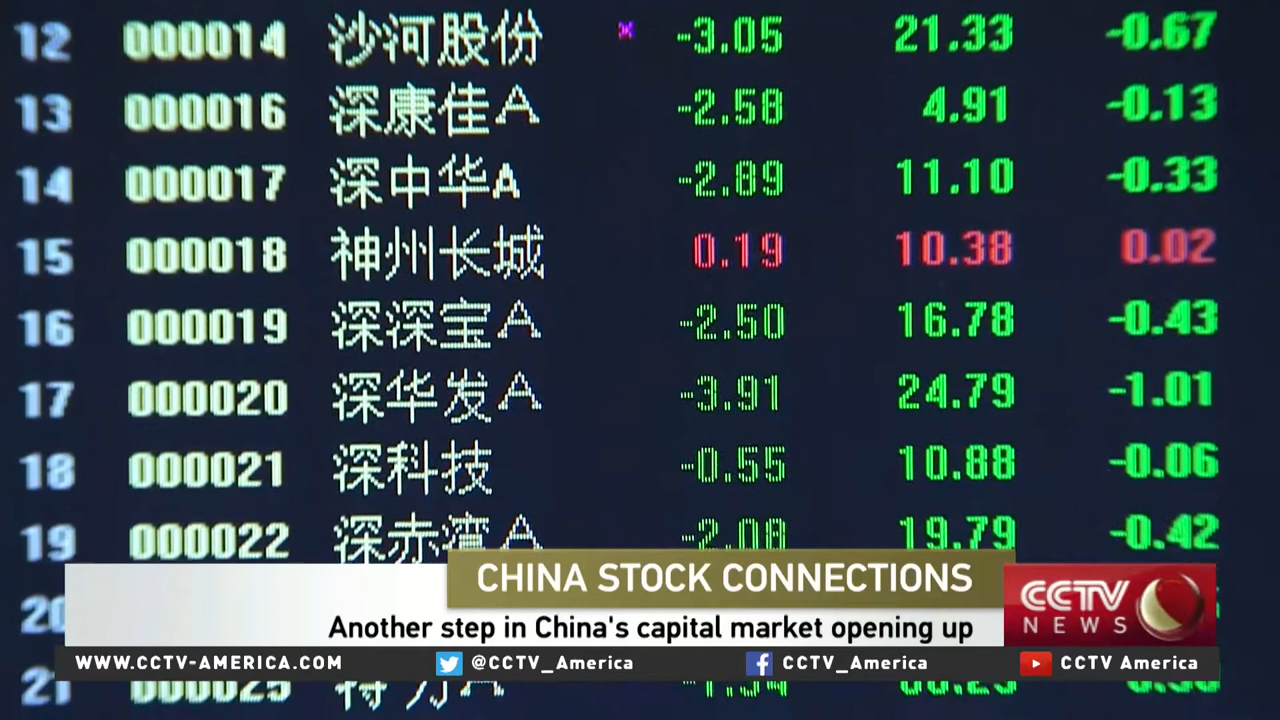 12 000014 沙河股份 -3.05 21.33 -0.67
13 000016 深康佳A -2.58 4.91 -0.13
14 000017 深中华A -2.89 11.10 -0.33
15 000018 神州长城 0.19 10.38 0.02
16 000019 深深宝A -2.50 16.78 -0.43
17 000020 深华发A -3.91 24.79 -1.01
18 000021 深科技 -0.55 10.88 -0.06
19 000022 深赤湾A -2.08 19.79 -0.42
20
CHINA STOCK CONNECTIONS
Another step in China's capital market opening up
CCTV
NEWS
WWW.CCTV-AMERICA.COM @CCTV_America CCTV_America CCTV America
21 000025